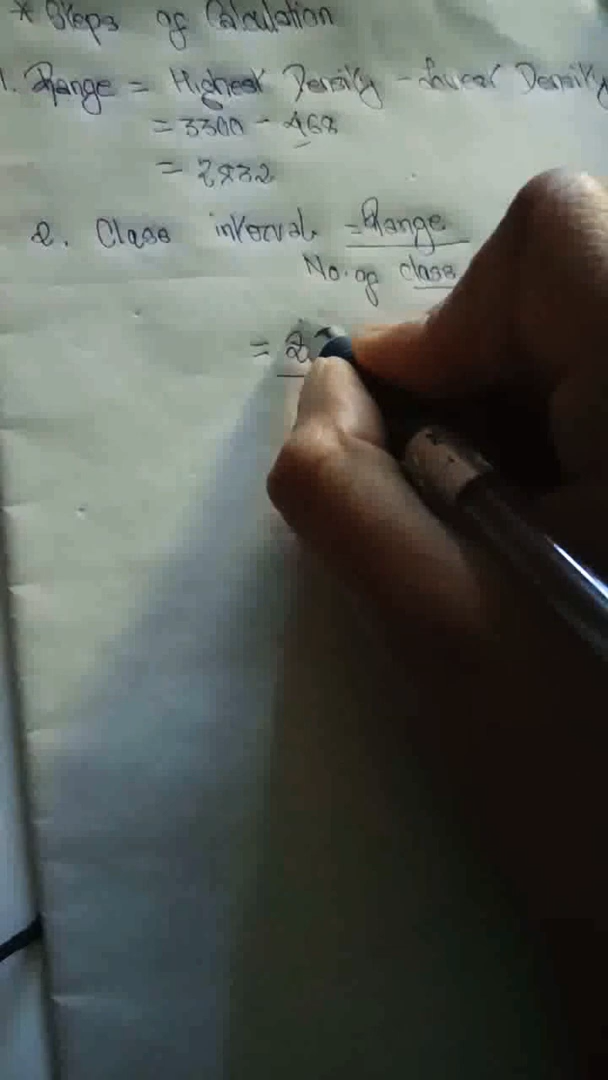 * Steps of Calculation
1. Range = Highest Density - Lowest Density
= 3300 - 468
= 2832
2. Class interval = Range
No. of class
= 2